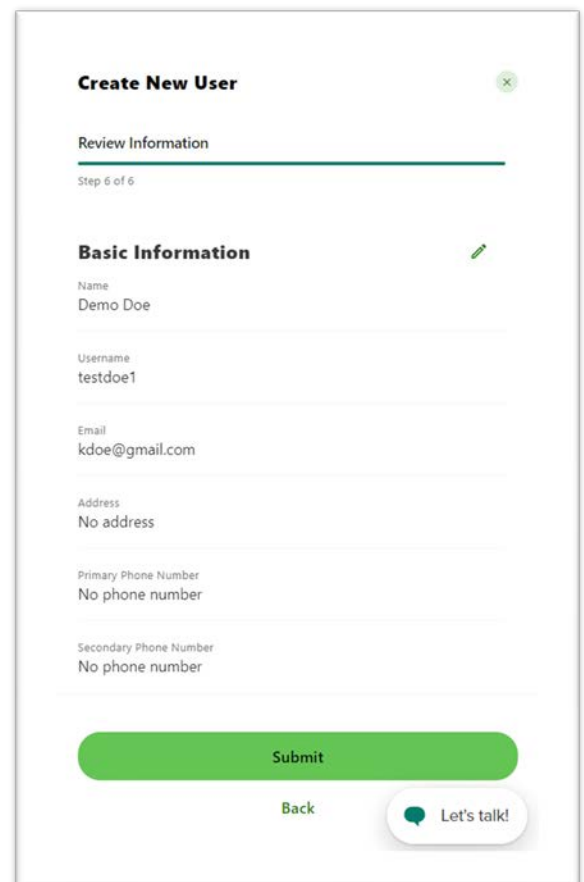 Create New User
Review Information
Step 6 of 6
Basic Information
Name
Demo Doe
Username
testdoe1
Email
kdoe@gmail.com
Address
No address
Primary Phone Number
No phone number
Secondary Phone Number
No phone number
Submit
Back
Let's talk!